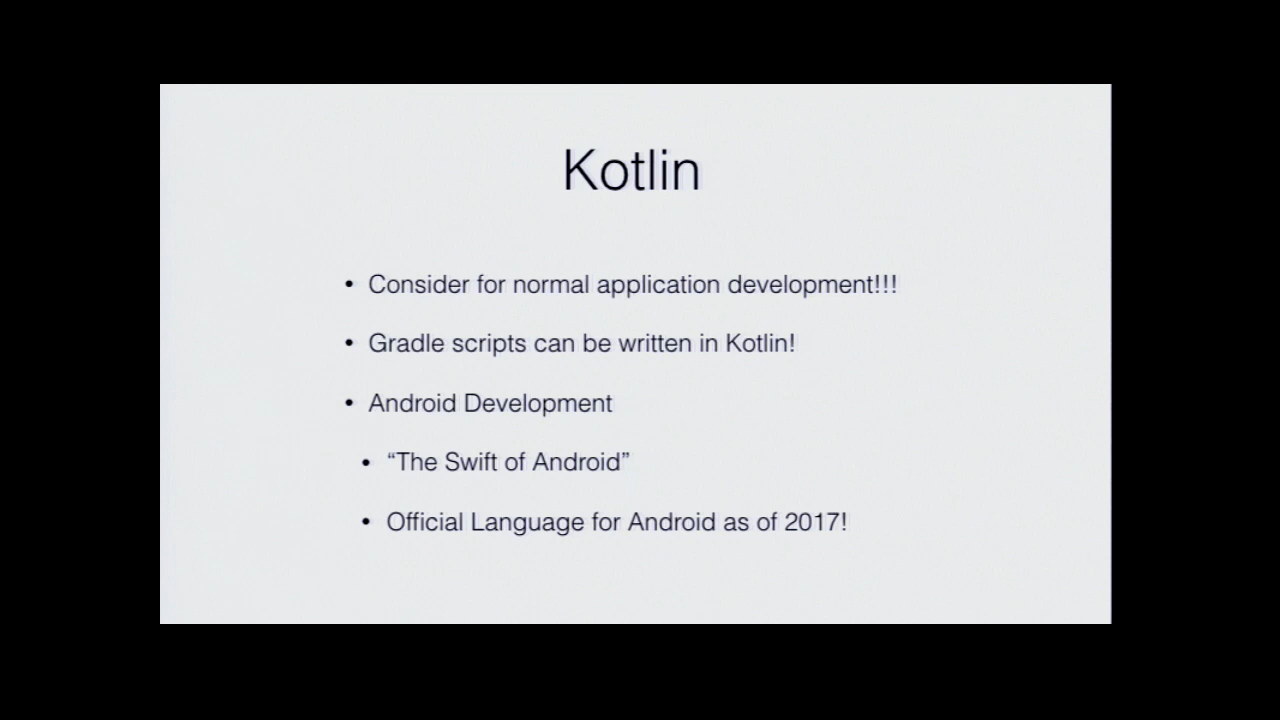 Kotlin
• Consider for normal application development!!!
• Gradle scripts can be written in Kotlin!
• Android Development
• “The Swift of Android”
• Official Language for Android as of 2017!